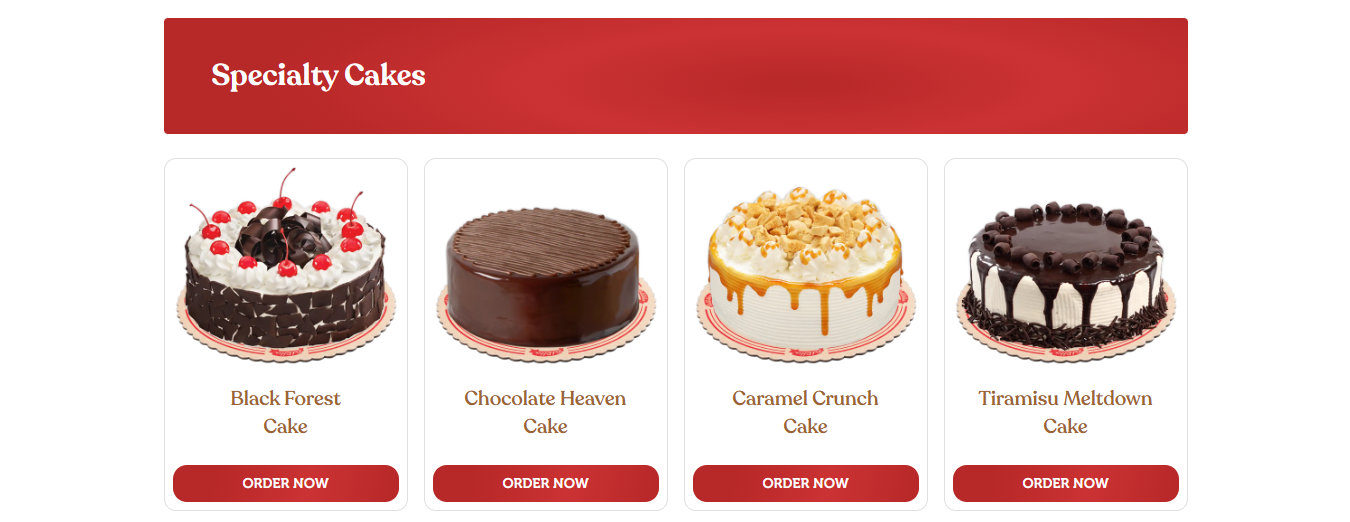 Specialty Cakes
Black Forest
Cake
Chocolate Heaven
Cake
Caramel Crunch
Cake
Tiramisu Meltdown
Cake
ORDER NOW
ORDER NOW
ORDER NOW
ORDER NOW